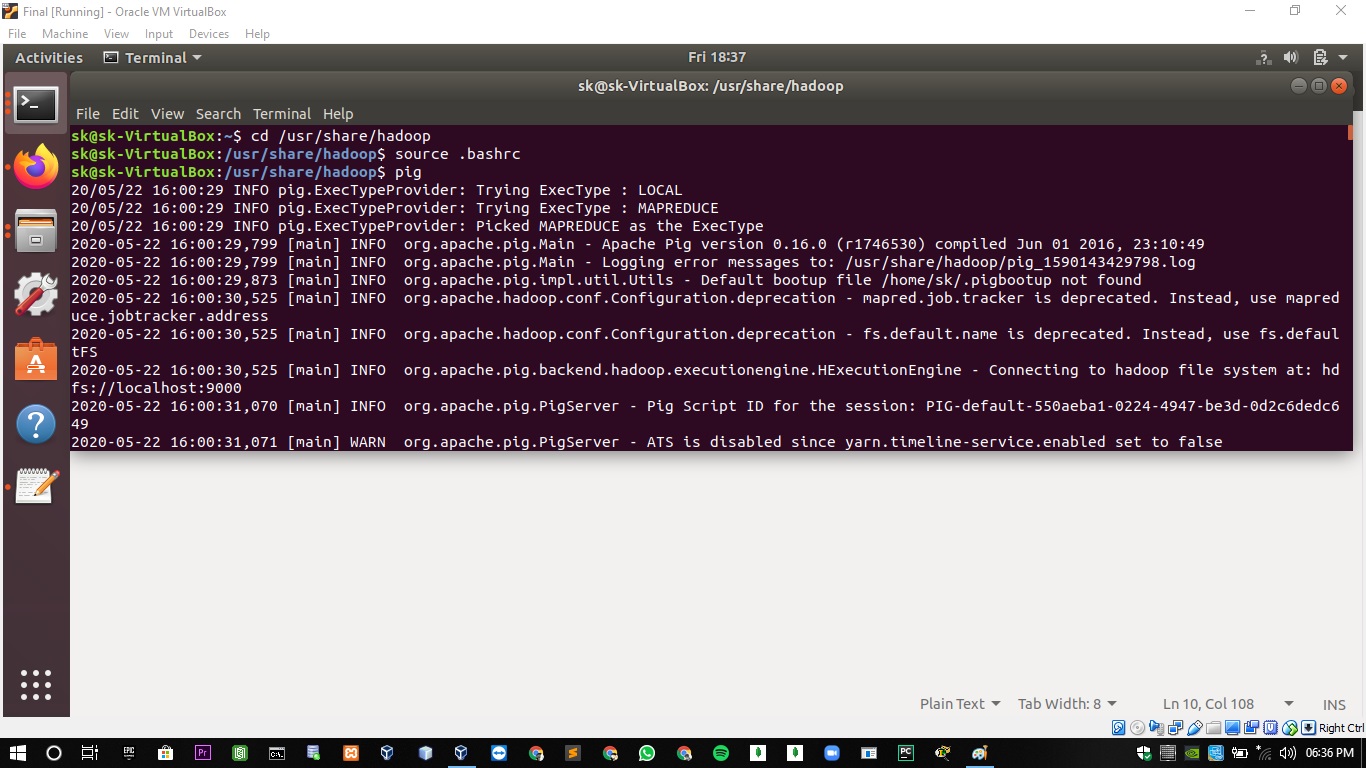 Final [Running] - Oracle VM VirtualBox
File Machine View Input Devices Help
Activities Terminal Fri 18:37
sk@sk-VirtualBox: /usr/share/hadoop
File Edit View Search Terminal Help
sk@sk-VirtualBox:~$ cd /usr/share/hadoop
sk@sk-VirtualBox:/usr/share/hadoop$ source .bashrc
sk@sk-VirtualBox:/usr/share/hadoop$ pig
20/05/22 16:00:29 INFO pig.ExecTypeProvider: Trying ExecType : LOCAL
20/05/22 16:00:29 INFO pig.ExecTypeProvider: Trying ExecType : MAPREDUCE
20/05/22 16:00:29 INFO pig.ExecTypeProvider: Picked MAPREDUCE as the ExecType
2020-05-22 16:00:29,799 [main] INFO  org.apache.pig.Main - Apache Pig version 0.16.0 (r1746530) compiled Jun 01 2016, 23:10:49
2020-05-22 16:00:29,799 [main] INFO  org.apache.pig.Main - Logging error messages to: /usr/share/hadoop/pig_1590143429798.log
2020-05-22 16:00:29,873 [main] INFO  org.apache.pig.impl.util.Utils - Default bootup file /home/sk/.pigbootup not found
2020-05-22 16:00:30,525 [main] INFO  org.apache.hadoop.conf.Configuration.deprecation - mapred.job.tracker is deprecated. Instead, use mapred
uce.jobtracker.address
2020-05-22 16:00:30,525 [main] INFO  org.apache.hadoop.conf.Configuration.deprecation - fs.default.name is deprecated. Instead, use fs.defaul
tFS
2020-05-22 16:00:30,525 [main] INFO  org.apache.pig.backend.hadoop.executionengine.HExecutionEngine - Connecting to hadoop file system at: hd
fs://localhost:9000
2020-05-22 16:00:31,070 [main] INFO  org.apache.pig.PigServer - Pig Script ID for the session: PIG-default-550aeba1-0224-4947-be3d-0d2c6dedc6
49
2020-05-22 16:00:31,071 [main] WARN  org.apache.pig.PigServer - ATS is disabled since yarn.timeline-service.enabled set to false
Plain Text Tab Width: 8 Ln 10, Col 108 INS
Right Ctrl
EPIC Pr PC 06:36 PM